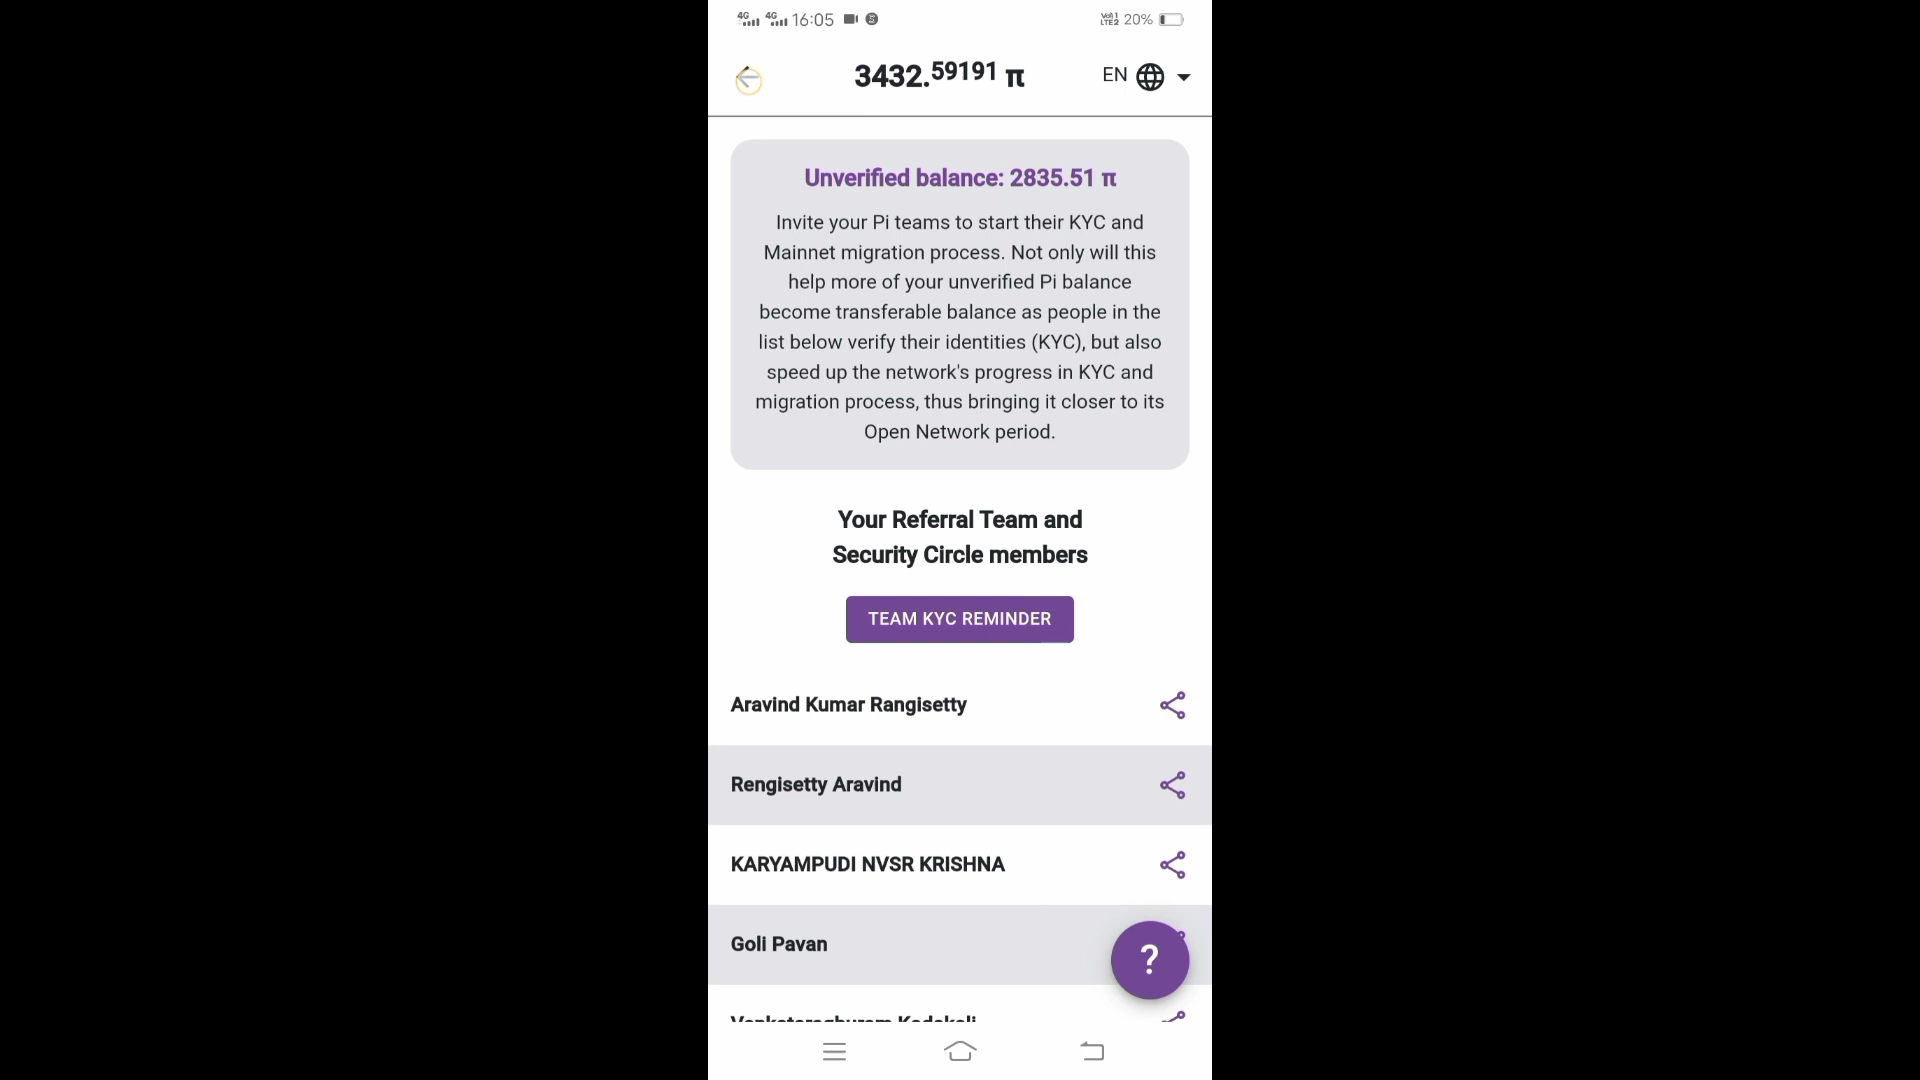 4G 4G 16:05 20%
3432.59191 π EN
Unverified balance: 2835.51 π
Invite your Pi teams to start their KYC and
Mainnet migration process. Not only will this
help more of your unverified Pi balance
become transferable balance as people in the
list below verify their identities (KYC), but also
speed up the network's progress in KYC and
migration process, thus bringing it closer to its
Open Network period.
Your Referral Team and
Security Circle members
TEAM KYC REMINDER
Aravind Kumar Rangisetty
Rengisetty Aravind
KARYAMPUDI NVSR KRISHNA
Goli Pavan
?